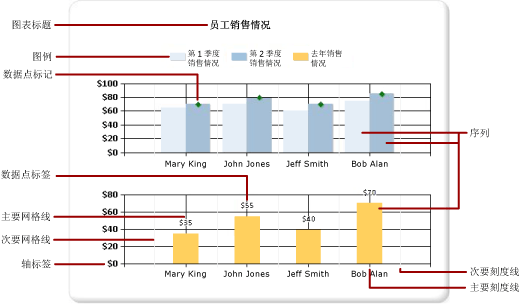 图表标题
员工销售情况
图例
第 1 季度
销售情况
第 2 季度
销售情况
去年销售
情况
数据点标记
$100
$80
$60
$40
$20
$0
Mary King
John Jones
Jeff Smith
Bob Alan
序列
数据点标签
主要网格线
次要网格线
轴标签
$80
$60
$40
$20
$0
$35
$55
$40
$70
Mary King
John Jones
Jeff Smith
Bob Alan
次要刻度线
主要刻度线